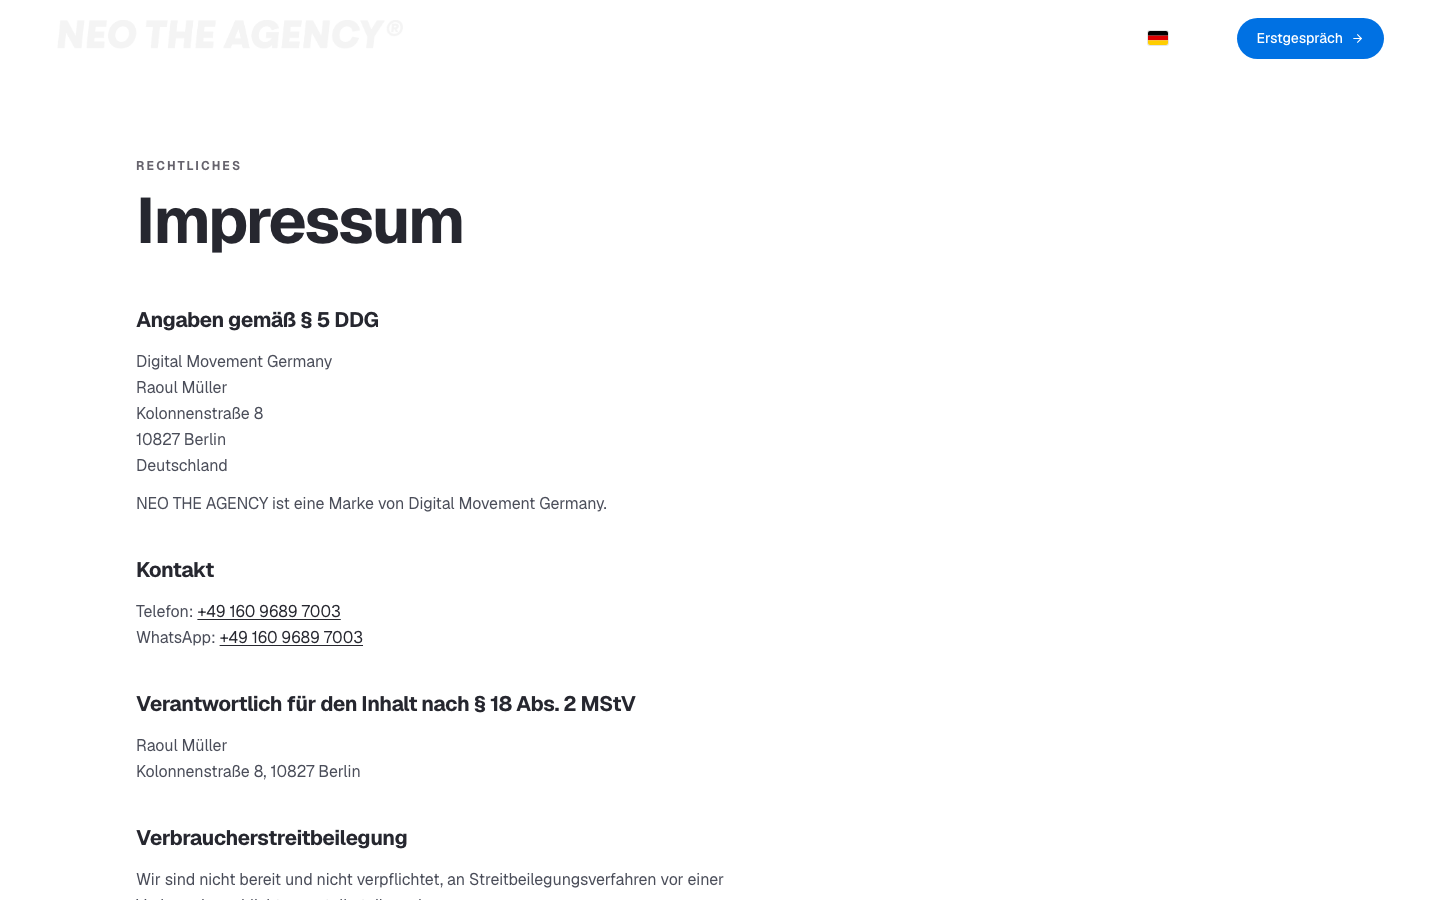 NEO THE AGENCY®
Erstgespräch →
RECHTLICHES
Impressum
Angaben gemäß § 5 DDG
Digital Movement Germany
Raoul Müller
Kolonnenstraße 8
10827 Berlin
Deutschland
NEO THE AGENCY ist eine Marke von Digital Movement Germany.
Kontakt
Telefon: +49 160 9689 7003
WhatsApp: +49 160 9689 7003
Verantwortlich für den Inhalt nach § 18 Abs. 2 MStV
Raoul Müller
Kolonnenstraße 8, 10827 Berlin
Verbraucherstreitbeilegung
Wir sind nicht bereit und nicht verpflichtet, an Streitbeilegungsverfahren vor einer